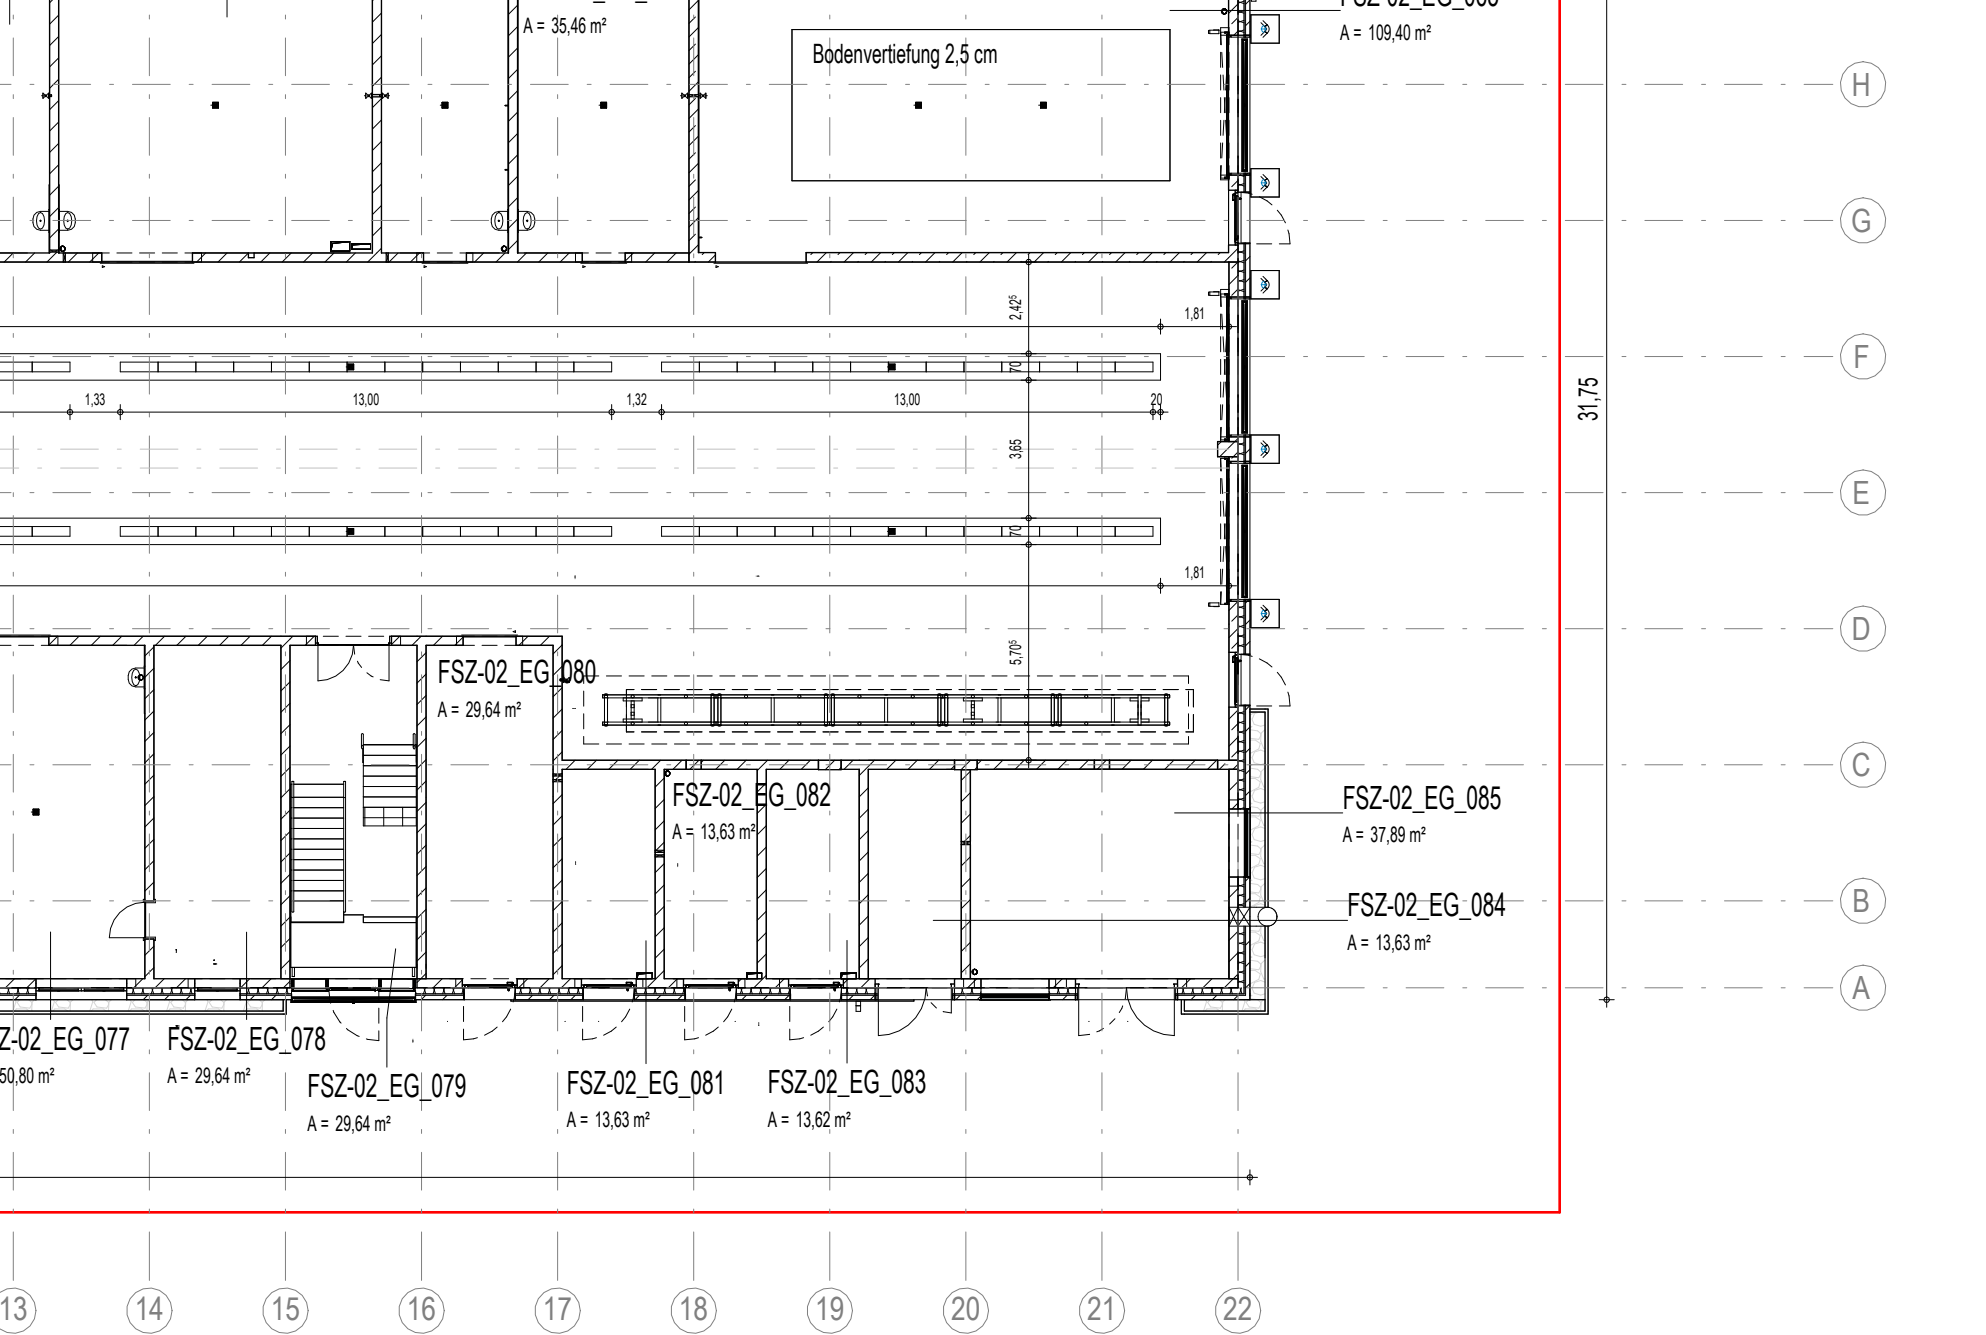 A = 35,46 m²
A = 109,40 m²
Bodenvertiefung 2,5 cm
H
G
2,42⁵
1,81
F
70
1,33
13,00
1,32
13,00
20
31,75
3,65
E
70
1,81
D
5,70⁵
FSZ-02_EG_080
A = 29,64 m²
C
FSZ-02_EG_082
A = 13,63 m²
FSZ-02_EG_085
A = 37,89 m²
B
FSZ-02_EG_084
A = 13,63 m²
A
Z-02_EG_077
50,80 m²
FSZ-02_EG_078
A = 29,64 m²
FSZ-02_EG_079
A = 29,64 m²
FSZ-02_EG_081
A = 13,63 m²
FSZ-02_EG_083
A = 13,62 m²
13
14
15
16
17
18
19
20
21
22